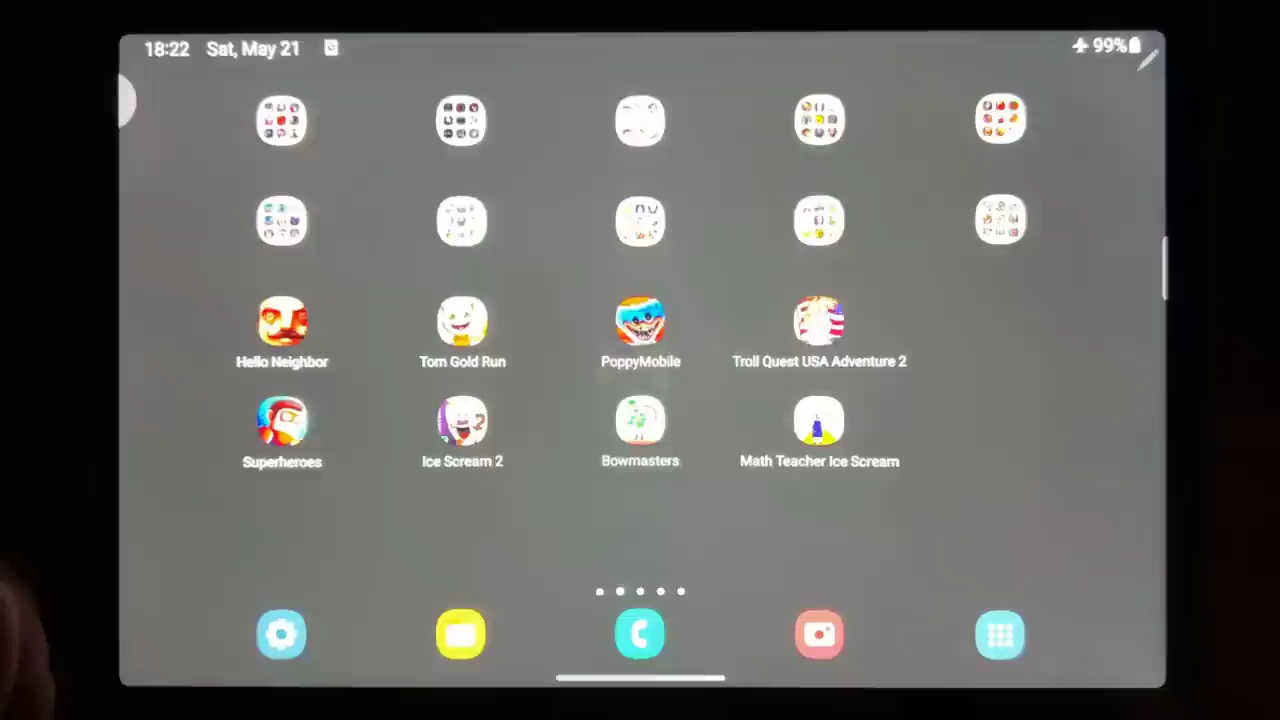 18:22 Sat, May 21 99%
Hello Neighbor Tom Gold Run PoppyMobile Troll Quest USA Adventure 2
Superheroes Ice Scream 2 Bowmasters Math Teacher Ice Scream